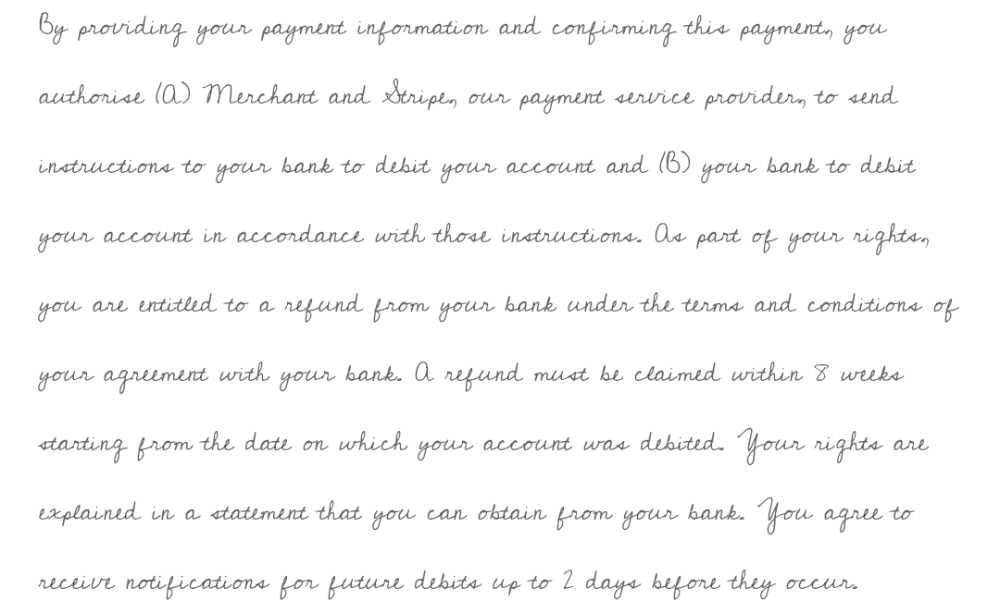 By providing your payment information and confirming this payment, you
authorise (A) Merchant and Stripe, our payment service provider, to send
instructions to your bank to debit your account and (B) your bank to debit
your account in accordance with those instructions. As part of your rights,
you are entitled to a refund from your bank under the terms and conditions of
your agreement with your bank. A refund must be claimed within 8 weeks
starting from the date on which your account was debited. Your rights are
explained in a statement that you can obtain from your bank. You agree to
receive notifications for future debits up to 2 days before they occur.